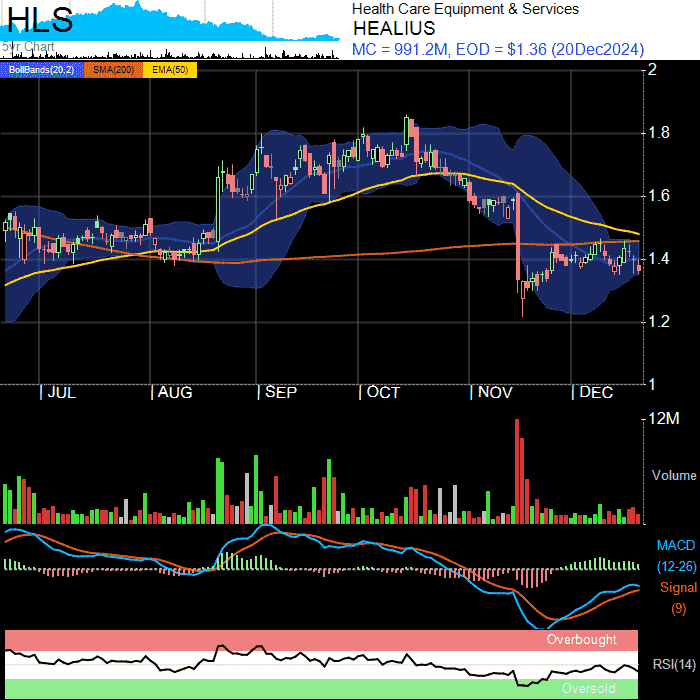 HLS
5yr Chart
Health Care Equipment & Services
HEALIUS
MC = 991.2M, EOD = $1.36 (20Dec2024)
BollBands(20,2) SMA(200) EMA(50)
2
1.8
1.6
1.4
1.2
1
JUL AUG SEP OCT NOV DEC
12M
Volume
MACD
(12-26)
Signal
(9)
Overbought
RSI(14)
Oversold